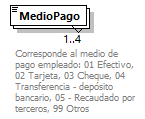 MedioPago
1..4
Corresponde al medio de
pago empleado: 01 Efectivo,
02 Tarjeta, 03 Cheque, 04
Transferencia - depósito
bancario, 05 - Recaudado por
terceros, 99 Otros